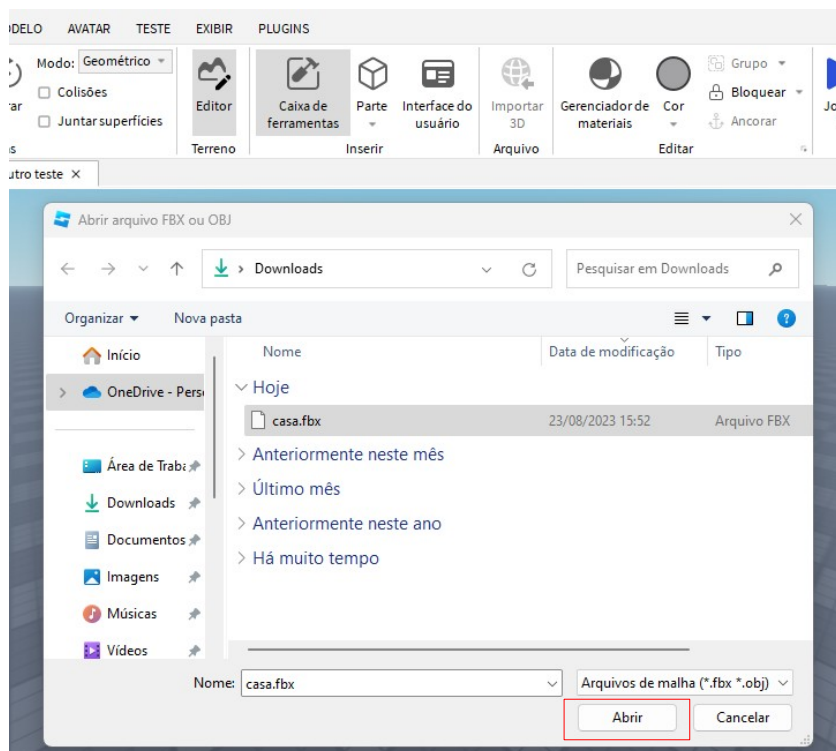 DELO AVATAR TESTE EXIBIR PLUGINS
Modo: Geométrico
Colisões
Juntar superfícies
Editor
Caixa de
ferramentas
Parte
Interface do
usuário
Importar
3D
Gerenciador de
materiais
Cor
Grupo
Bloquear
Ancorar
Terreno Inserir Arquivo Editar
utro teste ×
Abrir arquivo FBX ou OBJ
Downloads
Pesquisar em Downloads
Organizar Nova pasta
Início
OneDrive - Pers
Área de Traba
Downloads
Documentos
Imagens
Músicas
Vídeos
Nome Data de modificação Tipo
Hoje
casa.fbx 23/08/2023 15:52 Arquivo FBX
Anteriormente neste mês
Último mês
Anteriormente neste ano
Há muito tempo
Nome: casa.fbx Arquivos de malha (*.fbx *.obj)
Abrir Cancelar